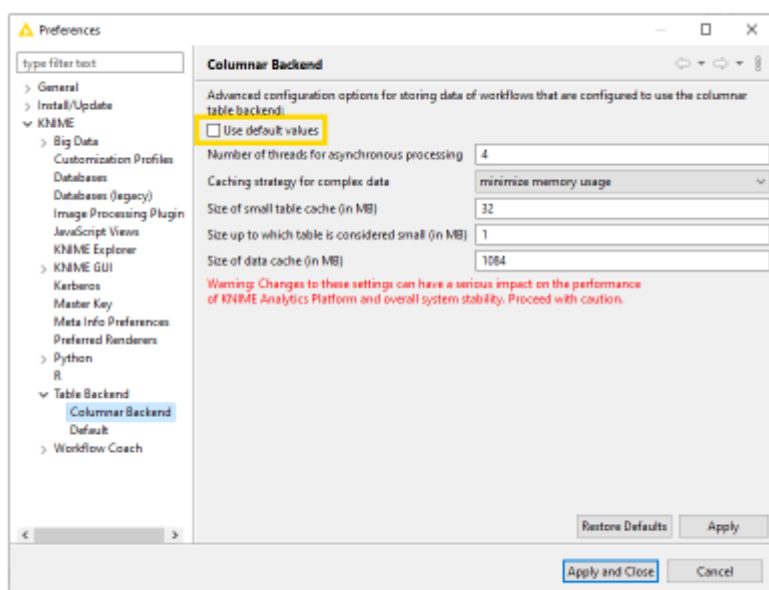 Preferences
type filter text
General
Install/Update
KNIME
Big Data
Customization Profiles
Databases
Databases (legacy)
Image Processing Plugin
JavaScript Views
KNIME Explorer
KNIME GUI
Kerberos
Master Key
Meta Info Preferences
Preferred Renderers
Python
R
Table Backend
Columnar Backend
Default
Workflow Coach
Columnar Backend
Advanced configuration options for storing data of workflows that are configured to use the columnar
table backend:
Use default values
Number of threads for asynchronous processing 4
Caching strategy for complex data minimize memory usage
Size of small table cache (in MB) 32
Size up to which table is considered small (in MB) 1
Size of data cache (in MB) 1084
Warning: Changes to these settings can have a serious impact on the performance
of KNIME Analytics Platform and overall system stability. Proceed with caution.
Restore Defaults Apply
Apply and Close Cancel